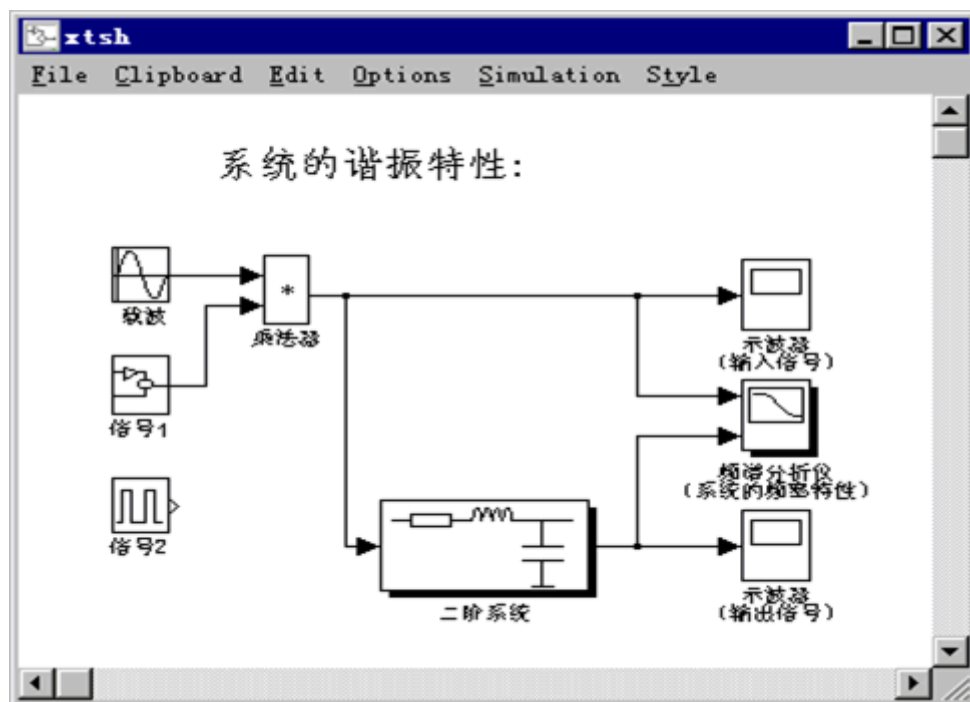 xtsh
File Clipboard Edit Options Simulation Style
系统的谐振特性:
载波
*
乘法器
示波器
(输入信号)
信号1
频谱分析仪
(系统的频率特性)
信号2
二阶系统
示波器
(输出信号)